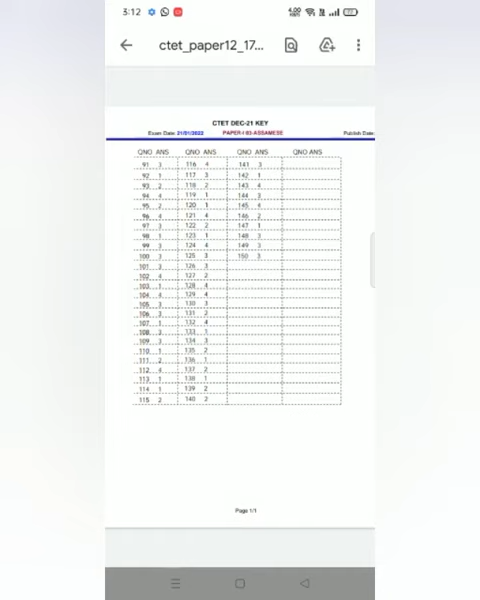 3:12
4.00 KB/S
ctet_paper12_17...
CTET DEC-21 KEY
Exam Date: 21/01/2022 PAPER-I 03-ASSAMESE Publish Date:
QNO ANS QNO ANS QNO ANS QNO ANS
91 3 116 4 141 3
92 1 117 3 142 1
93 2 118 2 143 4
94 4 119 1 144 3
95 2 120 1 145 4
96 4 121 4 146 2
97 3 122 2 147 1
98 1 123 1 148 3
99 3 124 4 149 3
100 3 125 3 150 3
101 3 126 3
102 4 127 2
103 1 128 4
104 4 129 4
105 3 130 3
106 3 131 2
107 1 132 4
108 3 133 1
109 3 134 3
110 1 135 2
111 2 136 1
112 4 137 2
113 1 138 1
114 1 139 2
115 2 140 2
Page 1/1